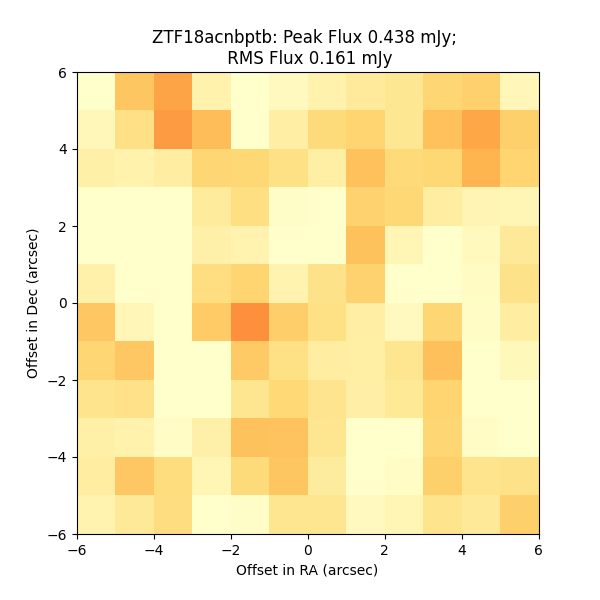 ZTF18acnbptb: Peak Flux 0.438 mJy;
RMS Flux 0.161 mJy
6
4
2
0
−2
−4
−6
Offset in Dec (arcsec)
−6 −4 −2 0 2 4 6
Offset in RA (arcsec)